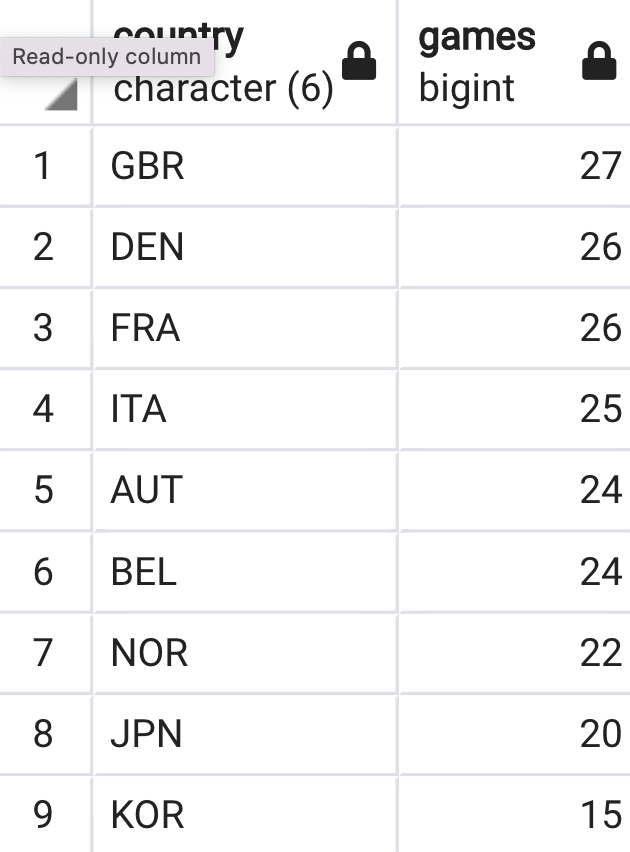 country games
Read-only column
character (6) bigint
1 GBR 27
2 DEN 26
3 FRA 26
4 ITA 25
5 AUT 24
6 BEL 24
7 NOR 22
8 JPN 20
9 KOR 15